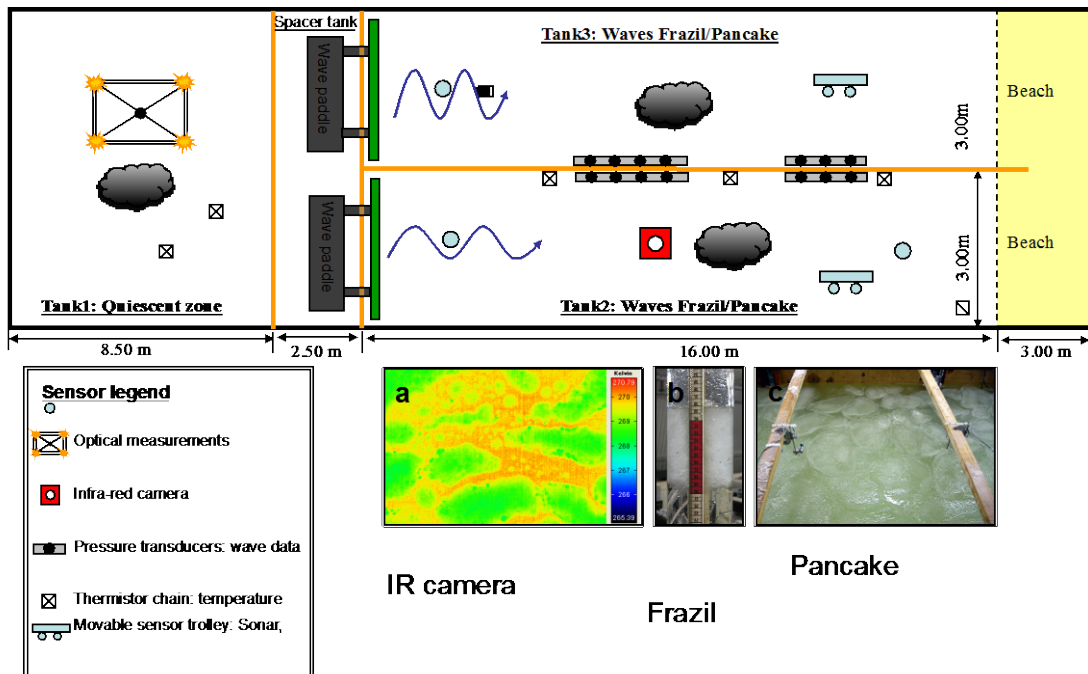 Spacer tank
Tank3: Waves Frazil/Pancake
Wave paddle
Beach
3.00m
Wave paddle
Beach
3.00m
Tank1: Quiescent zone
Tank2: Waves Frazil/Pancake
8.50 m
2.50 m
16.00 m
3.00 m
Sensor legend
Optical measurements
Infra-red camera
Pressure transducers: wave data
Thermistor chain: temperature
Movable sensor trolley: Sonar,
a
Kelvin
270.79
270
269
268
267
266
265.39
b
c
IR camera
Frazil
Pancake